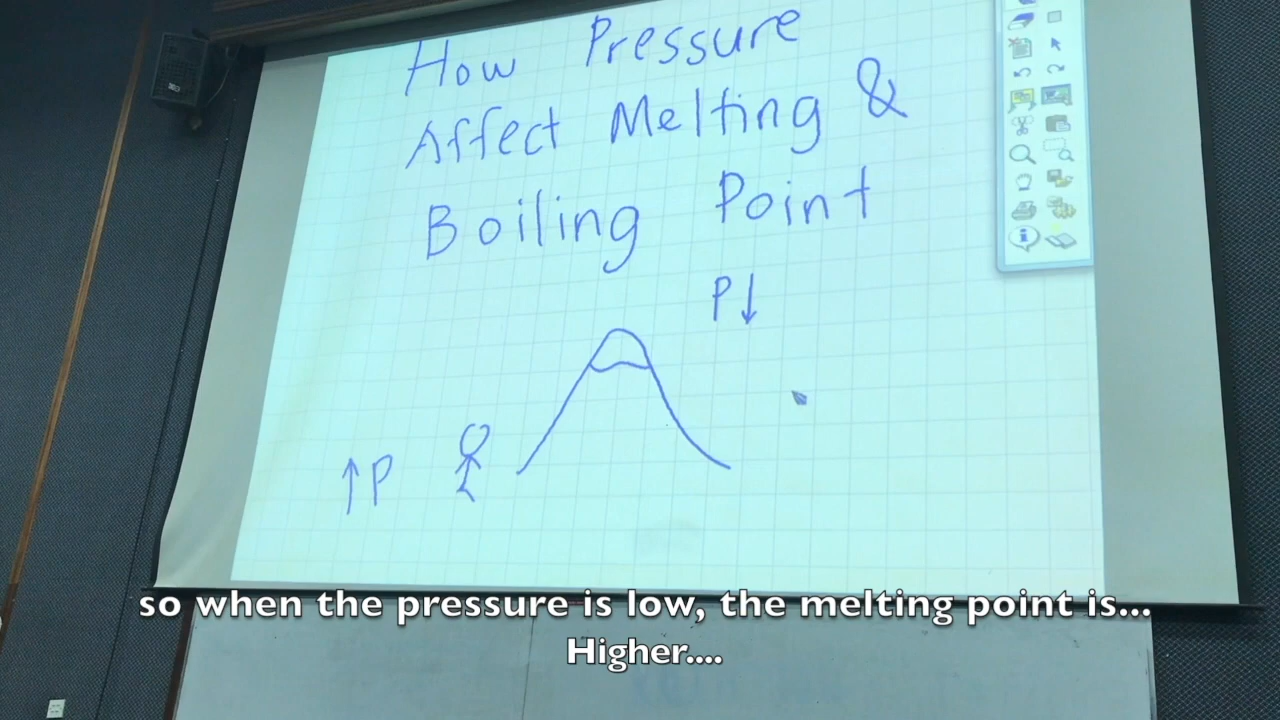 How Pressure
Affect Melting &
Boiling Point
P↓
↑P
so when the pressure is low, the melting point is...
Higher....